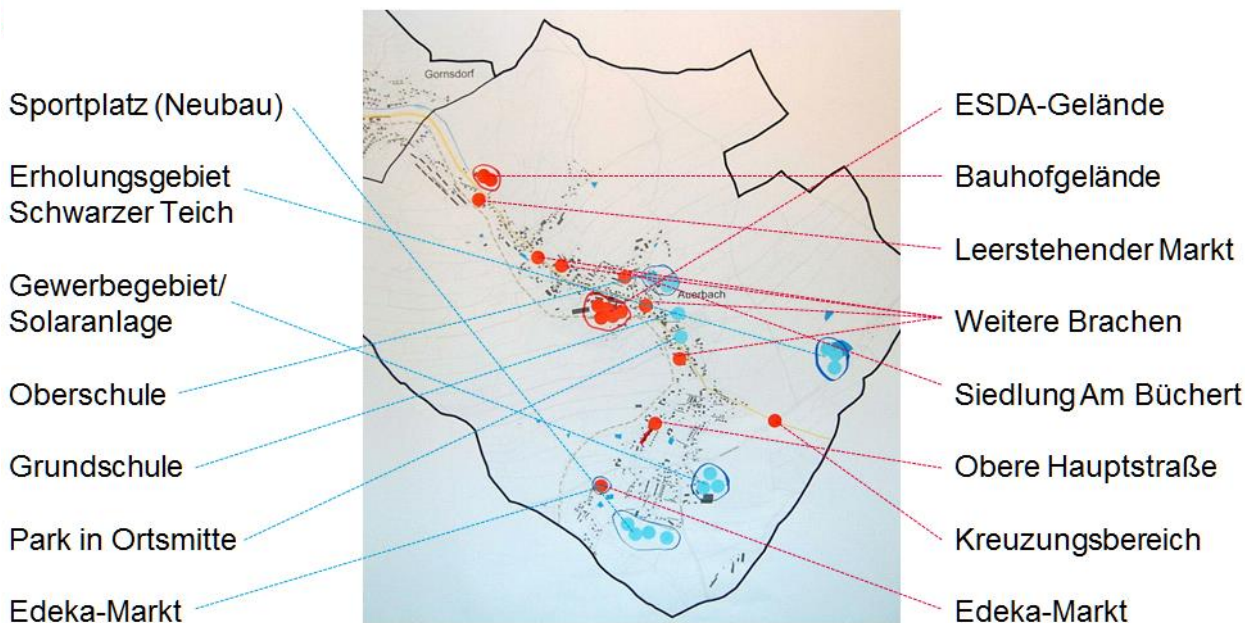 Sportplatz (Neubau)
Erholungsgebiet
Schwarzer Teich
Gewerbegebiet/
Solaranlage
Oberschule
Grundschule
Park in Ortsmitte
Edeka-Markt
Gornsdorf
Auerbach
ESDA-Gelände
Bauhofgelände
Leerstehender Markt
Weitere Brachen
Siedlung Am Büchert
Obere Hauptstraße
Kreuzungsbereich
Edeka-Markt